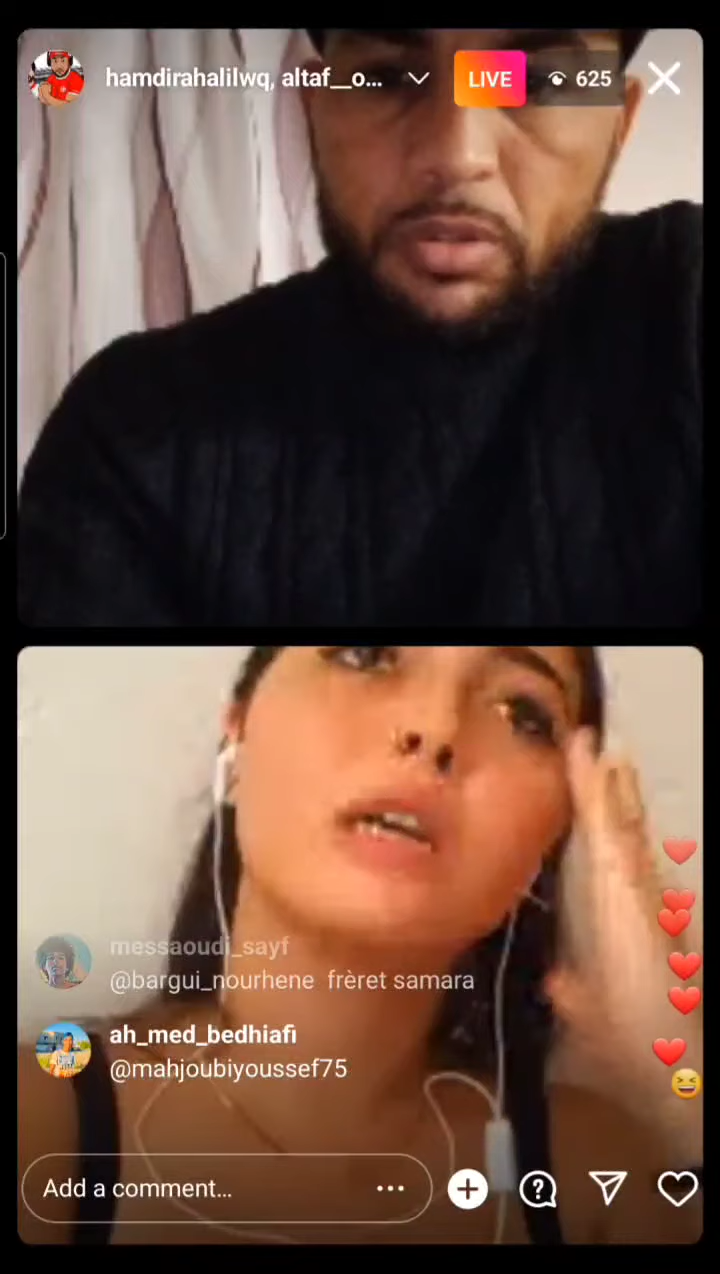 hamdirahalilwq, altaf__o...
LIVE
625
messaoudi_sayf
@bargui_nourhene frèret samara
ah_med_bedhiafi
@mahjoubiyoussef75
Add a comment...